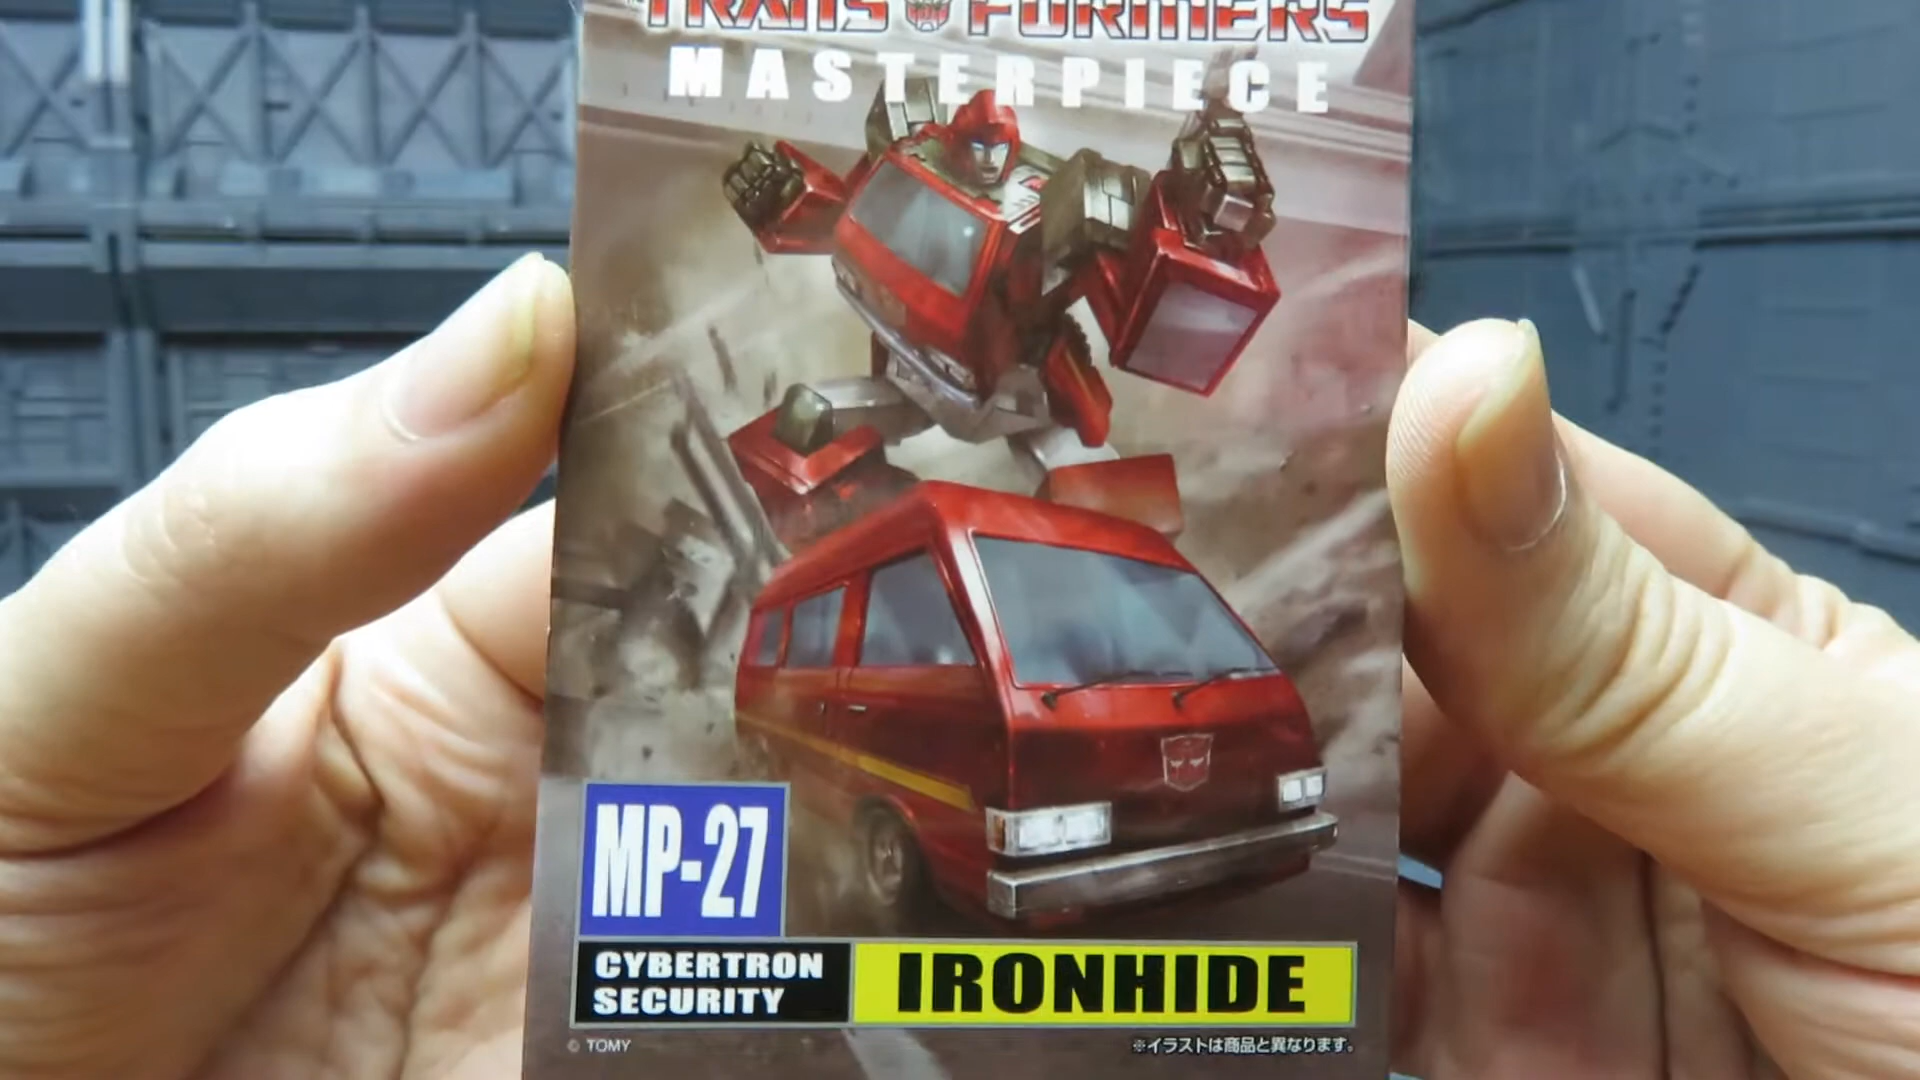 TRANSFORMERS
MASTERPIECE
MP-27
CYBERTRON
SECURITY
IRONHIDE
© TOMY
※イラストは商品と異なります。